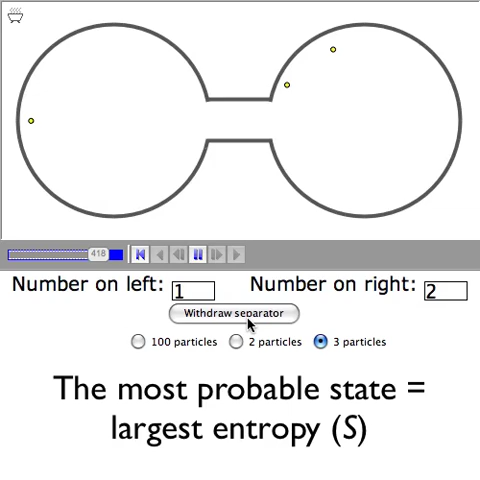 418
Number on left: 1 Number on right: 2
Withdraw separator
100 particles 2 particles 3 particles
The most probable state =
largest entropy (S)